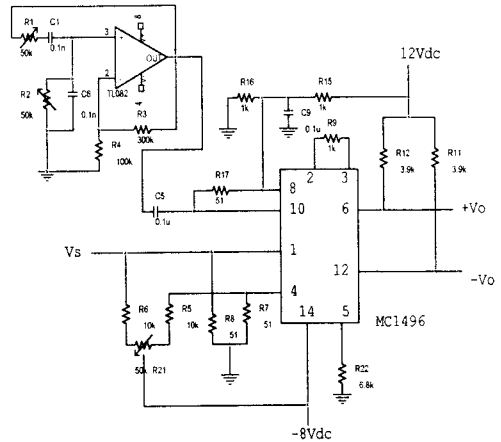 R1
C1
50k
0.1n
3
8
+
OUT
2
-
TL082
4
R2
50k
C6
0.1n
R3
300k
R4
100k
R16
1k
R15
1k
12Vdc
C9
0.1u
R9
1k
R12
3.9k
R11
3.9k
R17
51
C5
0.1u
2
3
8
10
6
+Vo
Vs
1
12
-Vo
4
14
5
MC1496
R6
10k
R5
10k
R8
51
R7
51
50k
R21
R22
6.8k
-8Vdc